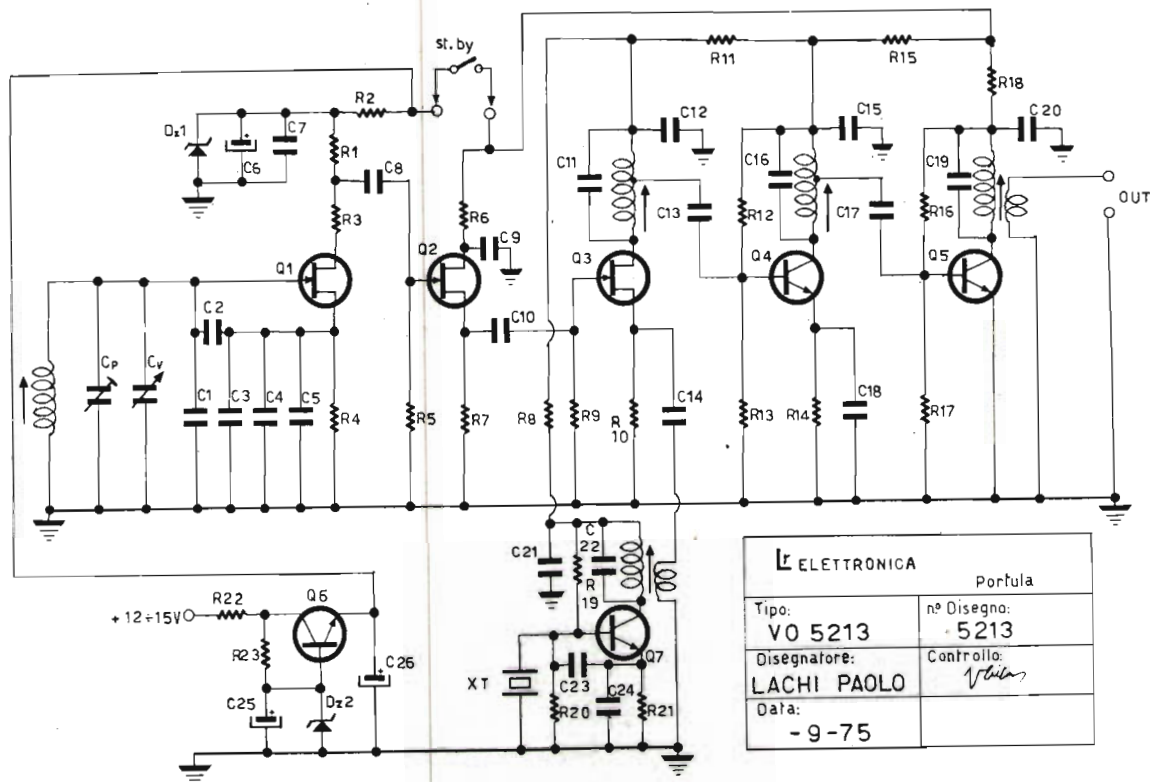 st. by
R11
R15
R18
R2
Dz1
C6
C7
R1
C8
C12
C15
C20
C11
C16
C19
R3
R6
C9
C13
R12
C17
R16
OUT
Q1
Q2
Q3
Q4
Q5
C2
C10
CP
CV
C1
C3
C4
C5
R4
R5
R7
R8
R9
R
10
C14
R13
R14
C18
R17
C21
C
22
R
19
Lr ELETTRONICA
Portula
Tipo:
VO 5213
nº Disegno:
5213
Disegnatore:
LACHI PAOLO
Controllo:
Data:
-9-75
+12÷15V
R22
Q6
R23
C26
C25
Dz2
XT
Q7
C23
C24
R20
R21